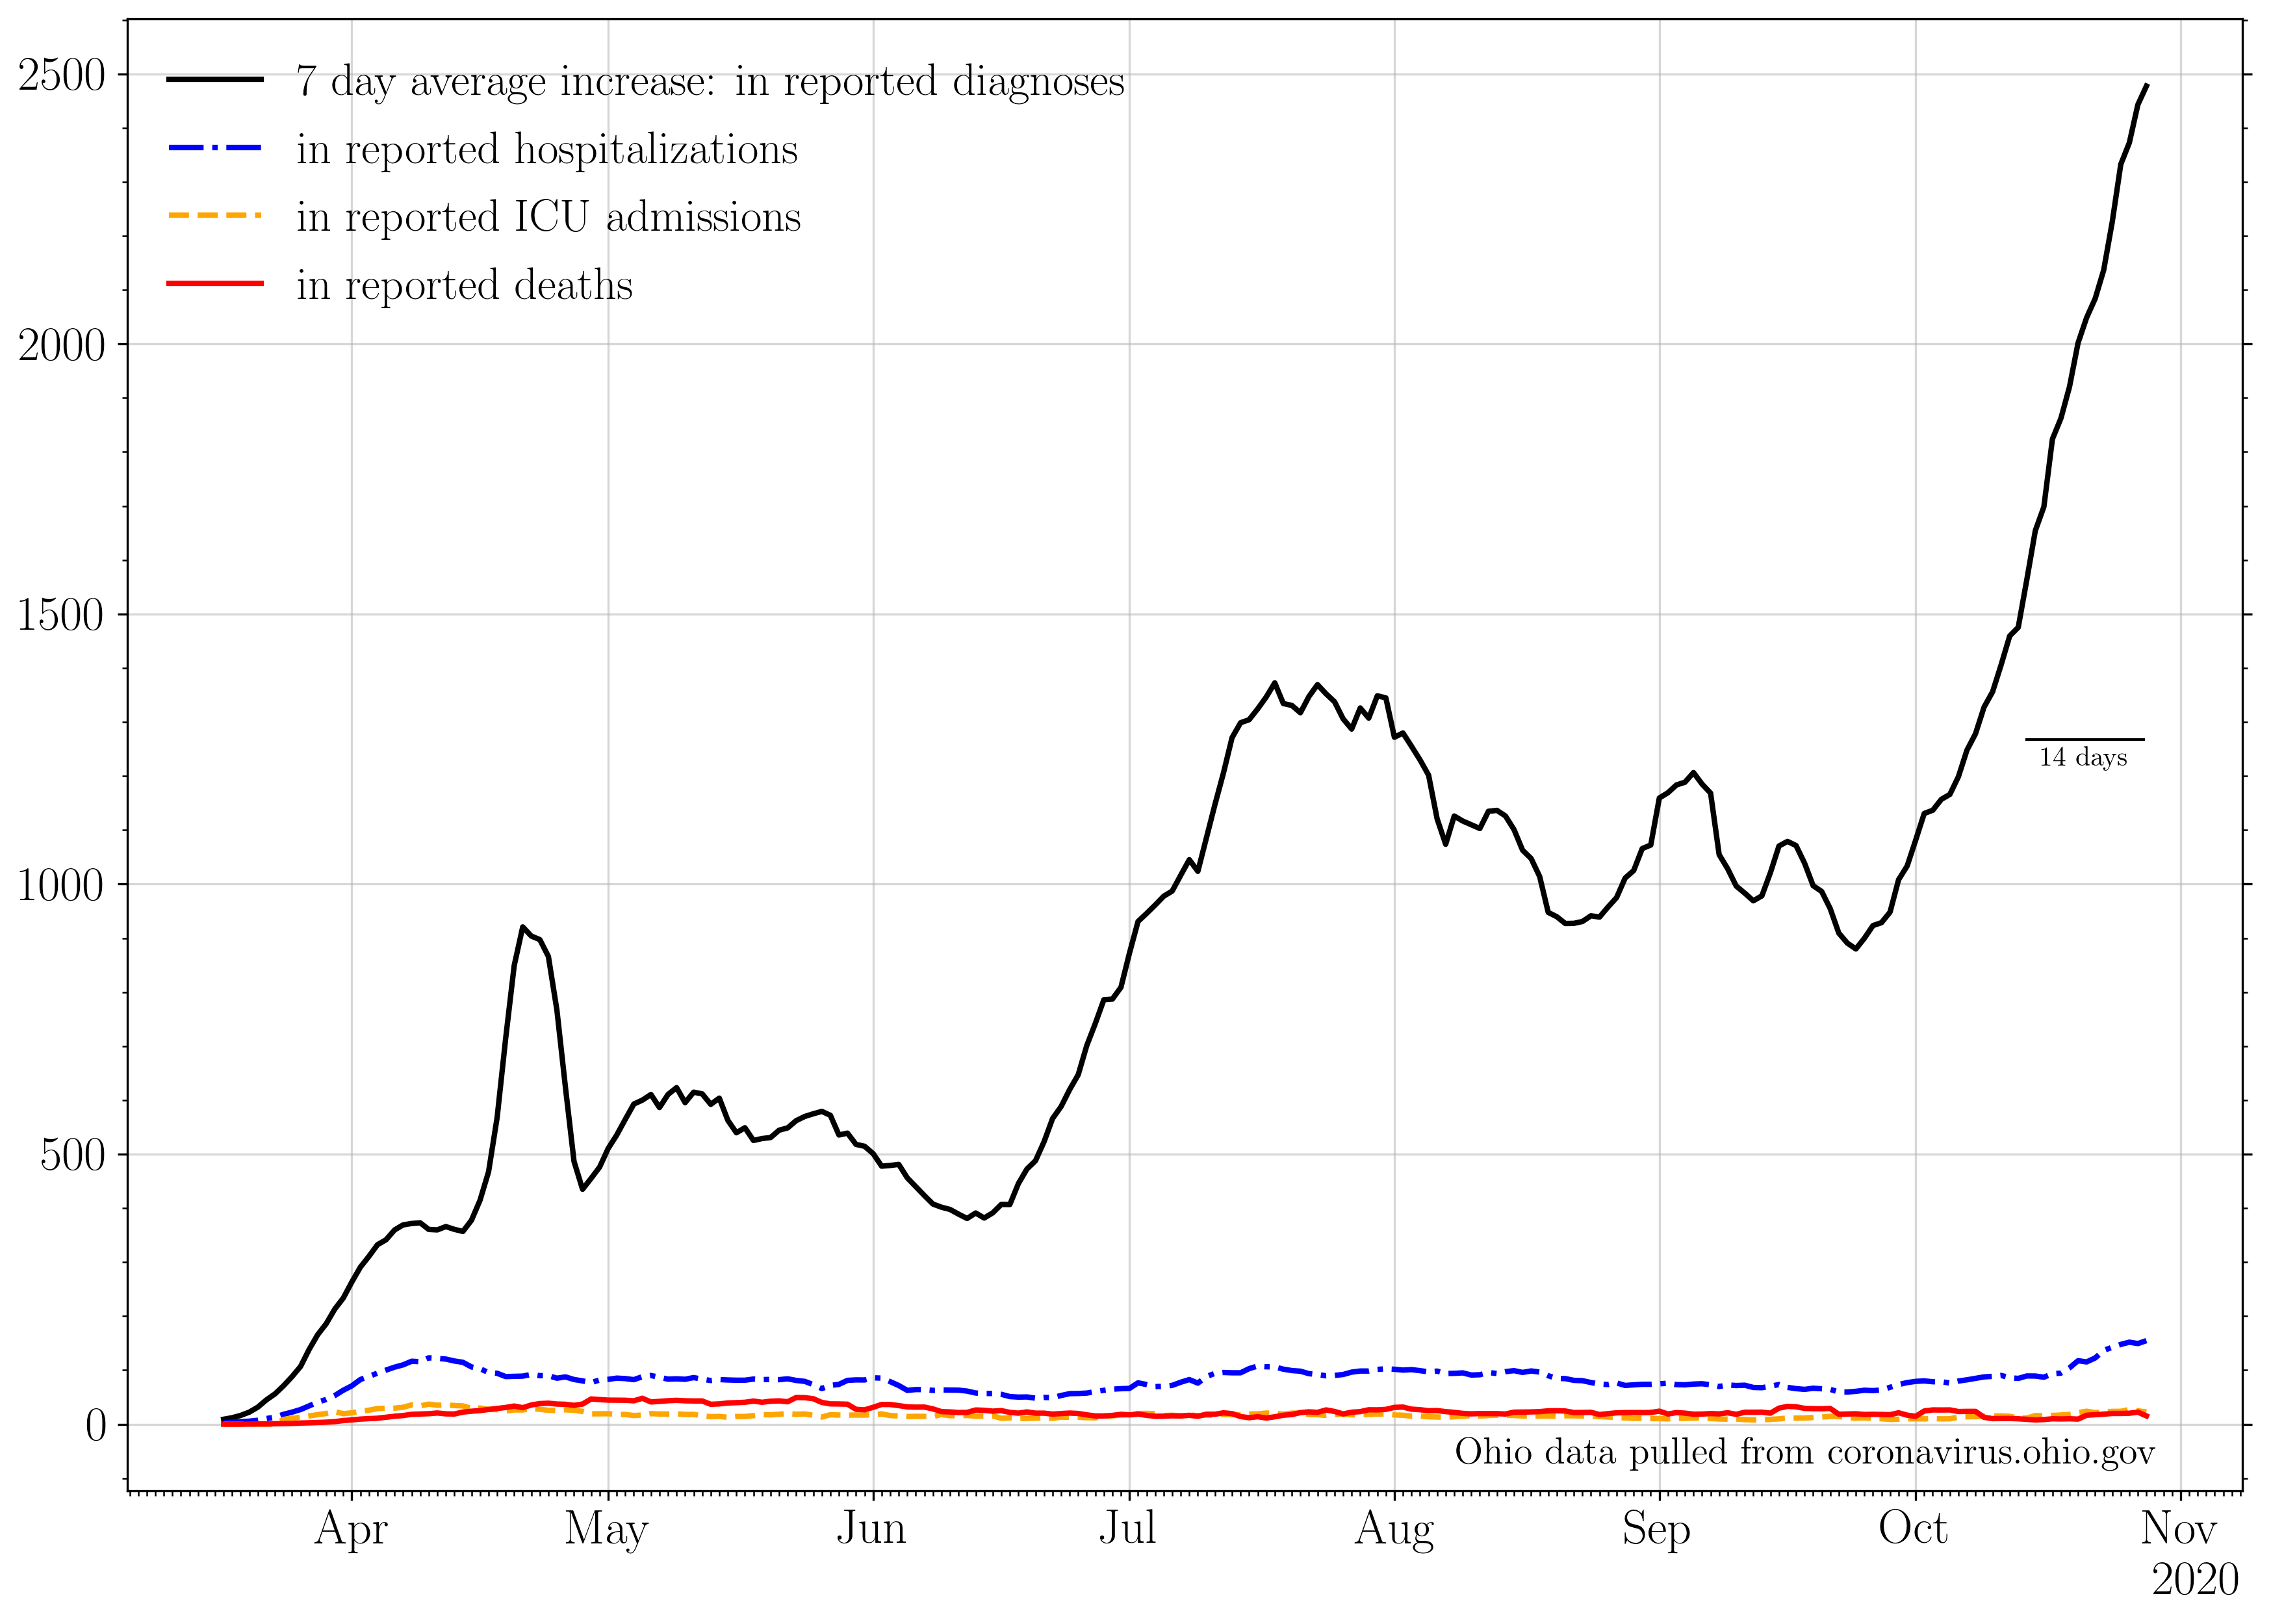 2500
2000
1500
1000
500
0
7 day average increase: in reported diagnoses
in reported hospitalizations
in reported ICU admissions
in reported deaths
14 days
Ohio data pulled from coronavirus.ohio.gov
Apr May Jun Jul Aug Sep Oct Nov
2020